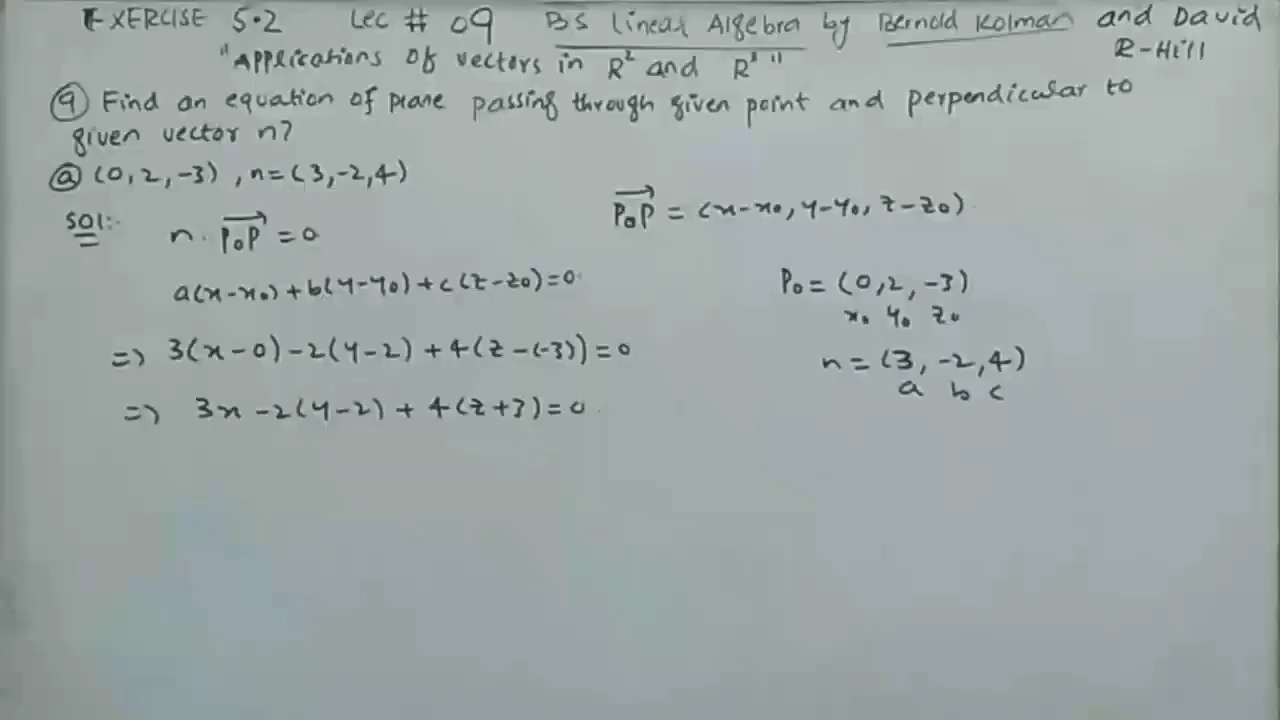 EXERCISE 5.2 Lec # 09 BS Linear Algebra by Bernold Kolman and David R-Hill
"Applications of vectors in R² and R³"
⑨ Find an equation of plane passing through given point and perpendicular to
given vector n?
ⓐ (0,2,-3), n=(3,-2,4)
Sol:- n. P₀P⃗ = 0
P₀P⃗ = (x-x₀, y-y₀, z-z₀)
a(x-x₀)+b(y-y₀)+c(z-z₀)=0
P₀ = (0,2,-3)
x₀ y₀ z₀
=> 3(x-0)-2(y-2)+4(z-(-3))=0
n = (3,-2,4)
a b c
=> 3x-2(y-2)+4(z+3)=0